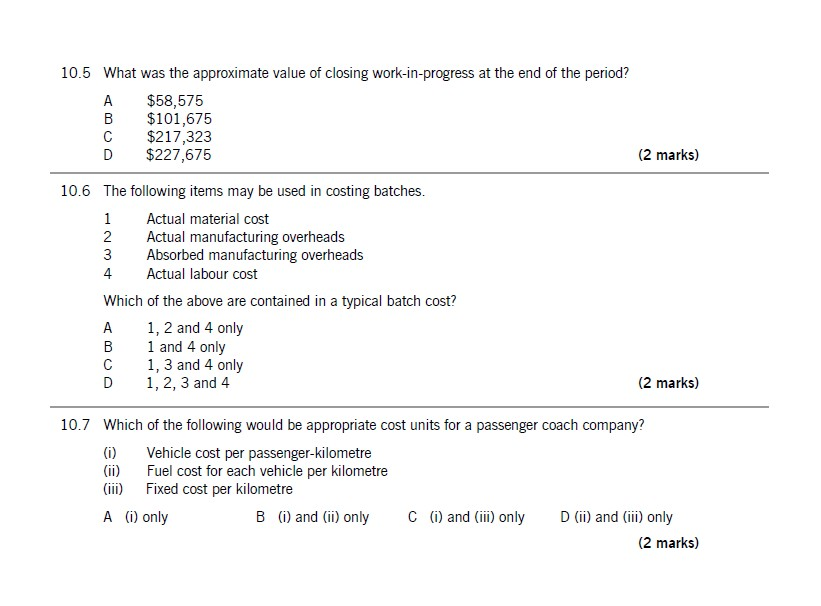 10.5 What was the approximate value of closing work-in-progress at the end of the period?
A $58,575
B $101,675
C $217,323
D $227,675 (2 marks)
10.6 The following items may be used in costing batches.
1 Actual material cost
2 Actual manufacturing overheads
3 Absorbed manufacturing overheads
4 Actual labour cost
Which of the above are contained in a typical batch cost?
A 1, 2 and 4 only
B 1 and 4 only
C 1, 3 and 4 only
D 1, 2, 3 and 4 (2 marks)
10.7 Which of the following would be appropriate cost units for a passenger coach company?
(i) Vehicle cost per passenger-kilometre
(ii) Fuel cost for each vehicle per kilometre
(iii) Fixed cost per kilometre
A (i) only B (i) and (ii) only C (i) and (iii) only D (ii) and (iii) only
(2 marks)